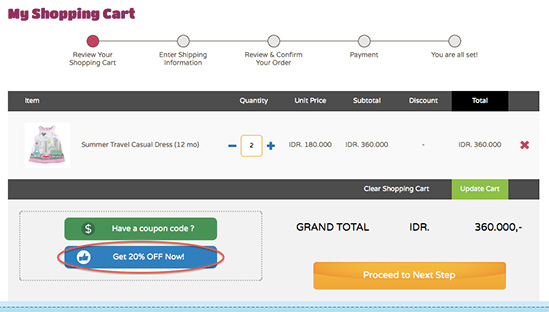 My Shopping Cart
Review Your
Shopping Cart
Enter Shipping
Information
Review & Confirm
Your Order
Payment
You are all set!
Item Quantity Unit Price Subtotal Discount Total
Summer Travel Casual Dress (12 mo) 2 IDR. 180.000 IDR. 360.000 - IDR. 360.000
Clear Shopping Cart Update Cart
$ Have a coupon code ?
Get 20% OFF Now!
GRAND TOTAL IDR. 360.000,-
Proceed to Next Step